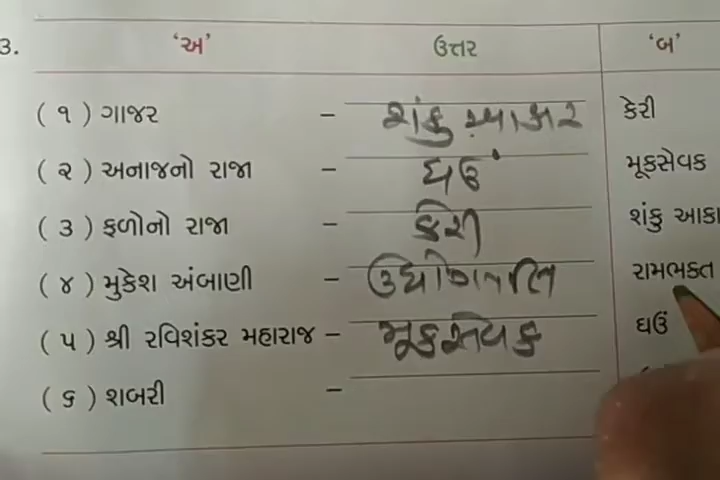 ૩. ‘અ’ ઉત્તર ‘બ’
( ૧ ) ગાજર - શંકુ આકાર કેરી
( ૨ ) અનાજનો રાજા - ઘઉં મૂકસેવક
( ૩ ) ફળોનો રાજા - કેરી શંકુ આકા
( ૪ ) મુકેશ અંબાણી - ઉદ્યોગપતિ રામભક્ત
( ૫ ) શ્રી રવિશંકર મહારાજ - મૂકસેવક ઘઉં
( ૬ ) શબરી -